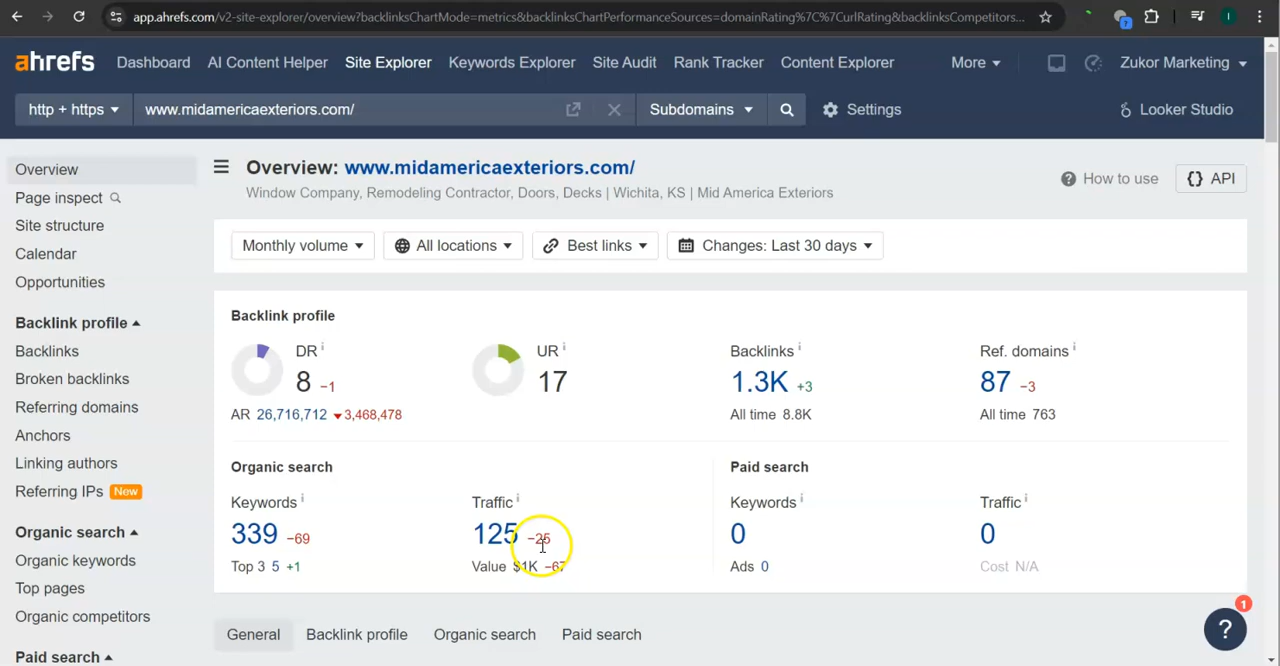 app.ahrefs.com/v2-site-explorer/overview?backlinksChartMode=metrics&backlinksChartPerformanceSources=domainRating%7C%7CurlRating&backlinksCompetitors...
ahrefs Dashboard AI Content Helper Site Explorer Keywords Explorer Site Audit Rank Tracker Content Explorer More Zukor Marketing
http + https www.midamericaexteriors.com/ Subdomains Settings Looker Studio
Overview
Page inspect
Site structure
Calendar
Opportunities
Backlink profile
Backlinks
Broken backlinks
Referring domains
Anchors
Linking authors
Referring IPs New
Organic search
Organic keywords
Top pages
Organic competitors
Paid search
Overview: www.midamericaexteriors.com/
Window Company, Remodeling Contractor, Doors, Decks | Wichita, KS | Mid America Exteriors
How to use {} API
Monthly volume All locations Best links Changes: Last 30 days
Backlink profile
DR UR Backlinks Ref. domains
8 −1 17 1.3K +3 87 −3
AR 26,716,712 3,468,478 All time 8.8K All time 763
Organic search Paid search
Keywords Traffic Keywords Traffic
339 −69 125 −25 0 0
Top 3 5 +1 Value $1K −67 Ads 0 Cost N/A
General Backlink profile Organic search Paid search
1
?